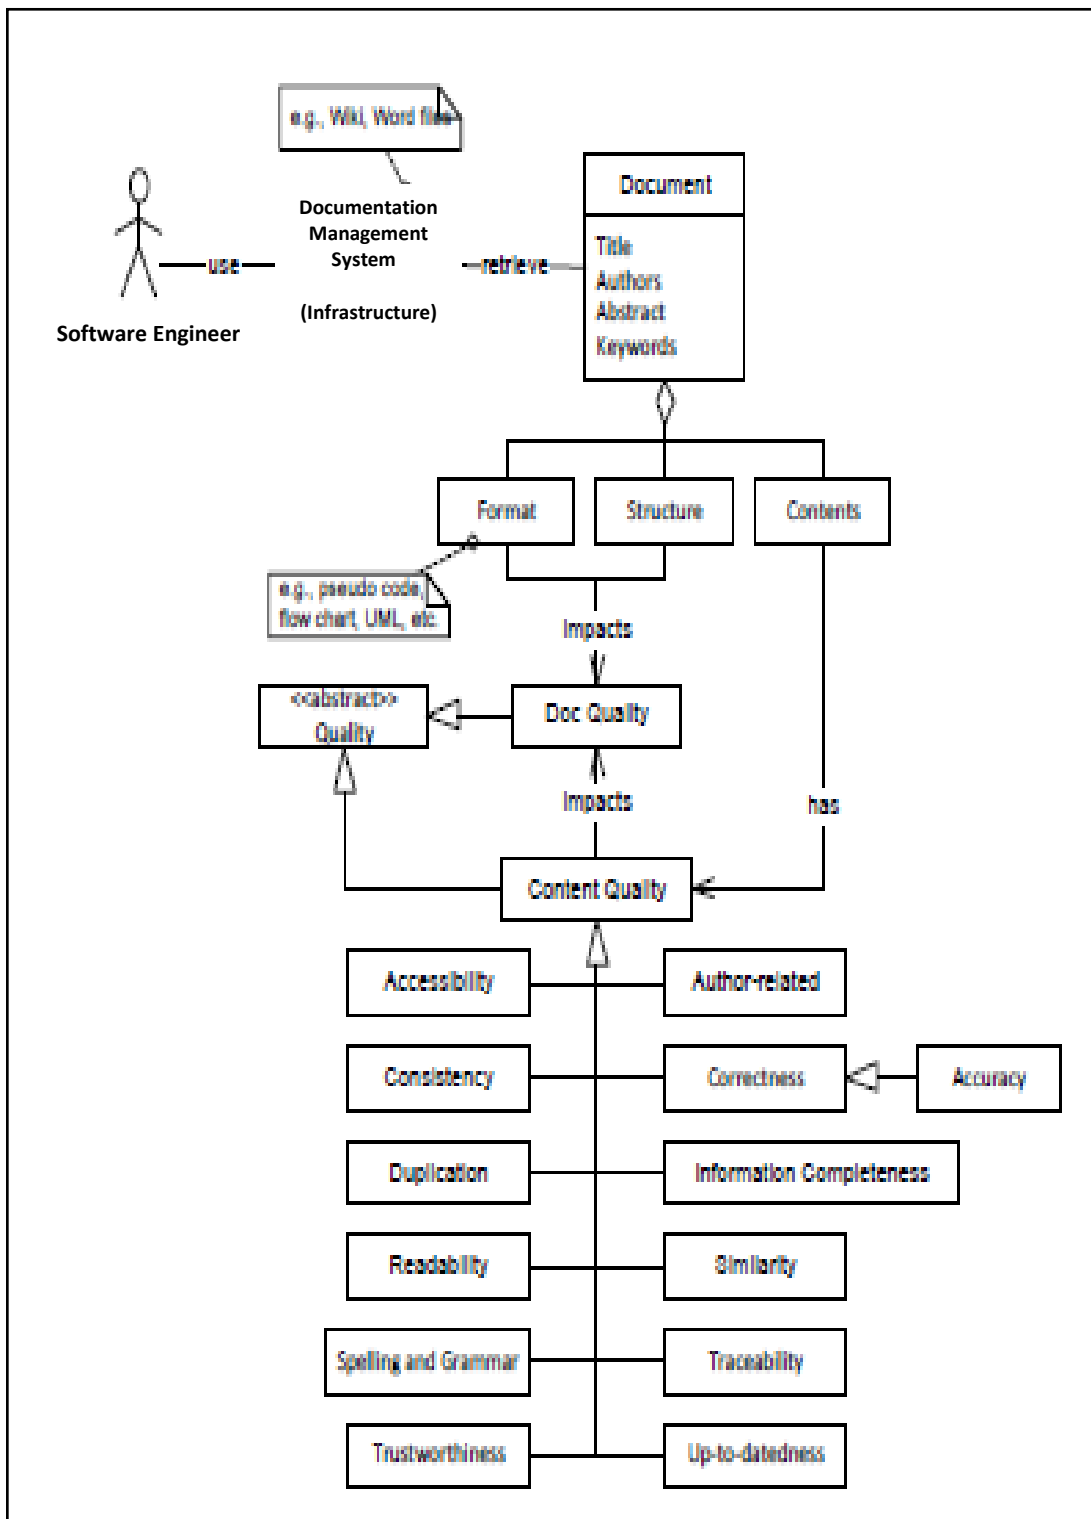 e.g., Wiki, Word files
Document
Title
Authors
Abstract
Keywords
Documentation
Management
System
(Infrastructure)
use
retrieve
Software Engineer
Format
Structure
Contents
e.g., pseudo code,
flow chart, UML, etc.
Impacts
<<abstract>>
Quality
Doc Quality
Impacts
has
Content Quality
Accessibility
Author-related
Consistency
Correctness
Accuracy
Duplication
Information Completeness
Readability
Similarity
Spelling and Grammar
Traceability
Trustworthiness
Up-to-datedness